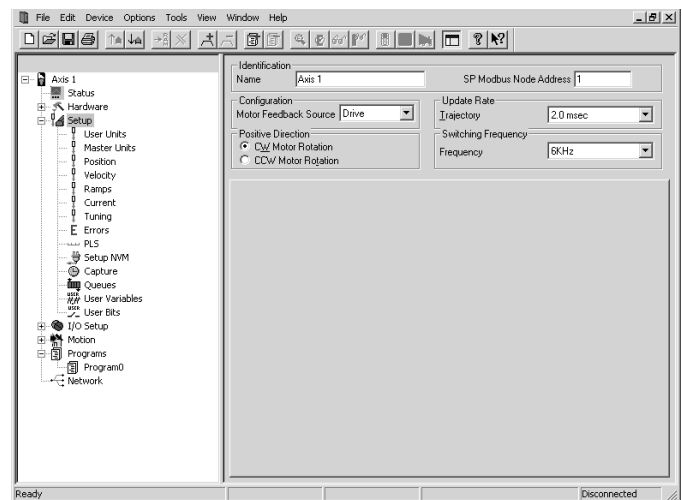 File Edit Device Options Tools View Window Help
Axis 1
Status
Hardware
Setup
User Units
Master Units
Position
Velocity
Ramps
Current
Tuning
E Errors
PLS
Setup NVM
Capture
Queues
User Variables
User Bits
I/O Setup
Motion
Programs
Program0
Network
Identification
Name Axis 1 SP Modbus Node Address 1
Configuration
Motor Feedback Source Drive
Update Rate
Trajectory 2.0 msec
Positive Direction
CW Motor Rotation
CCW Motor Rotation
Switching Frequency
Frequency 6KHz
Ready Disconnected